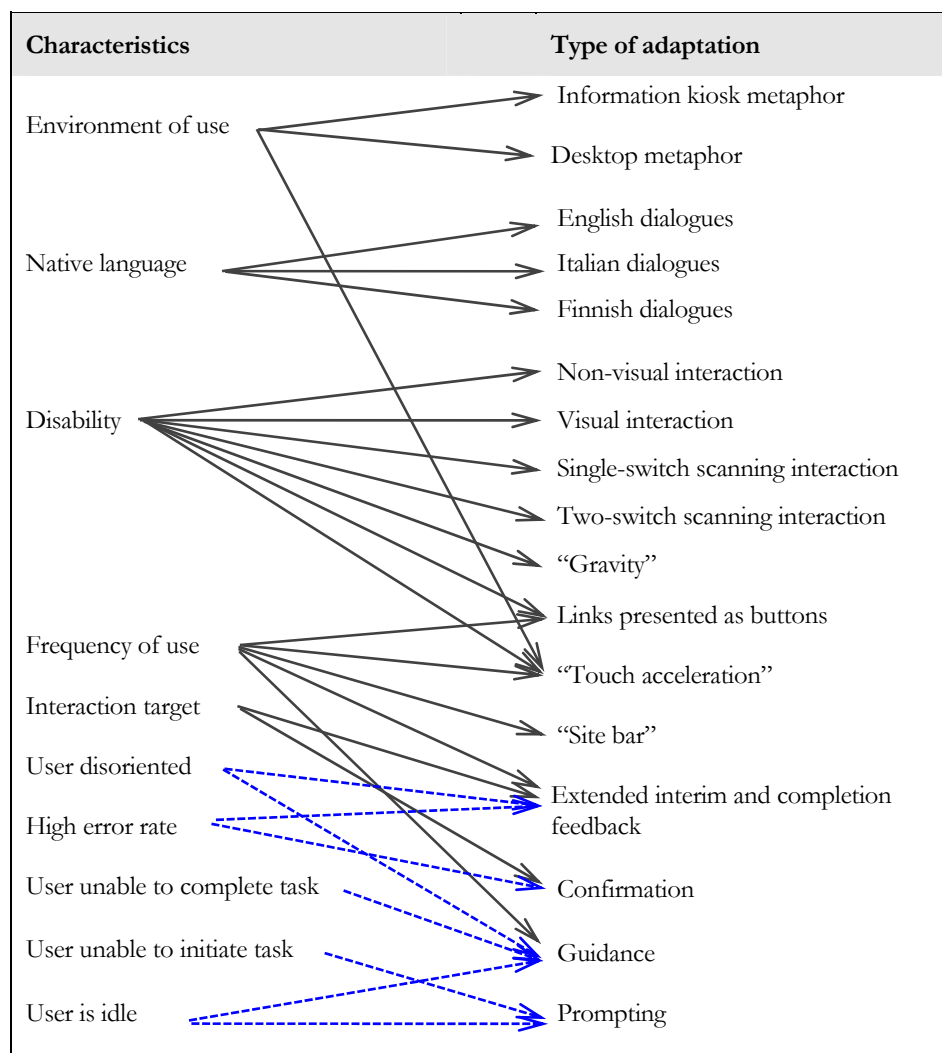 Characteristics
Type of adaptation
Environment of use
Information kiosk metaphor
Desktop metaphor
Native language
English dialogues
Italian dialogues
Finnish dialogues
Disability
Non-visual interaction
Visual interaction
Single-switch scanning interaction
Two-switch scanning interaction
“Gravity”
Links presented as buttons
Frequency of use
“Touch acceleration”
Interaction target
“Site bar”
User disoriented
Extended interim and completion
feedback
High error rate
User unable to complete task
Confirmation
User unable to initiate task
Guidance
User is idle
Prompting